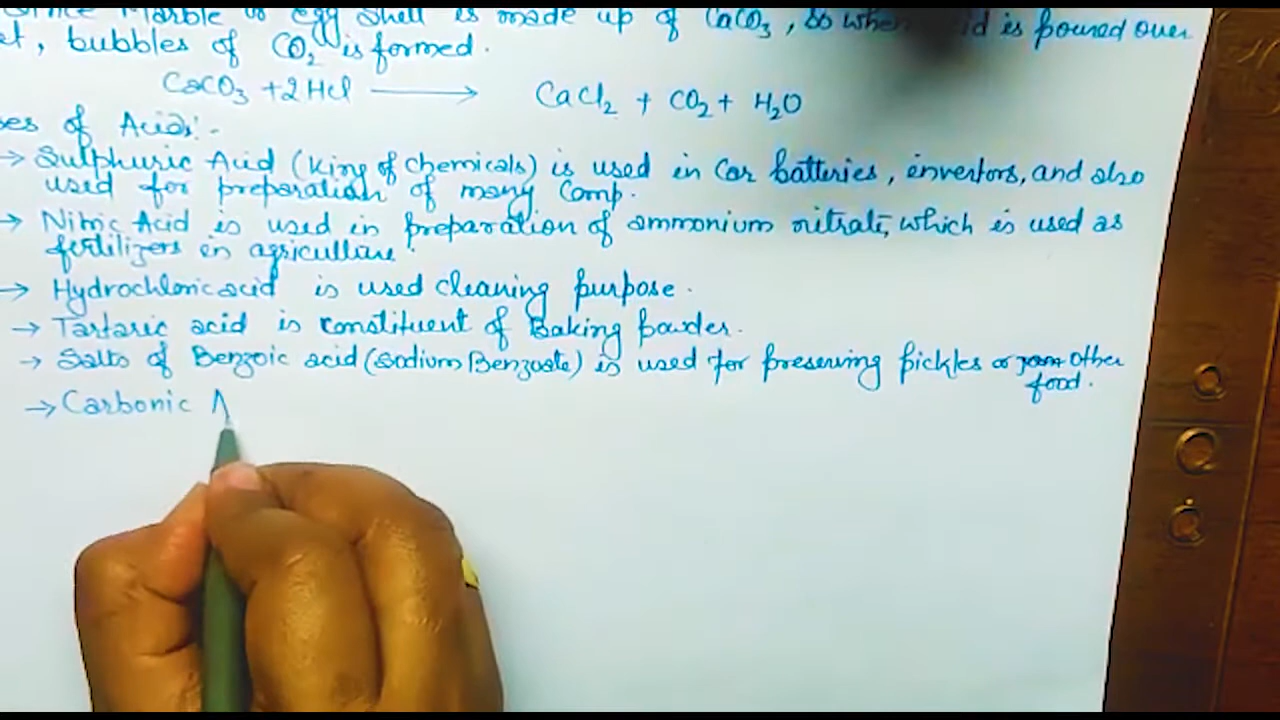 Since Marble or egg shell is made up of CaCO3, so when acid is poured over
et, bubbles of CO2 is formed.
CaCO3 + 2HCl ⟶ CaCl2 + CO2 + H2O
es of Acids:-
→ Sulphuric Acid (King of chemicals) is used in Car batteries, envertors, and also
used for preparation of many Comp.
→ Nitric Acid is used in preparation of ammonium nitrate, which is used as
fertilizers in agriculture.
→ Hydrochloric acid is used cleaning purpose.
→ Tartaric acid is constituent of Baking powder.
→ Salts of Benzoic acid (Sodium Benzoate) is used for preserving pickles or other
food.
→ Carbonic A